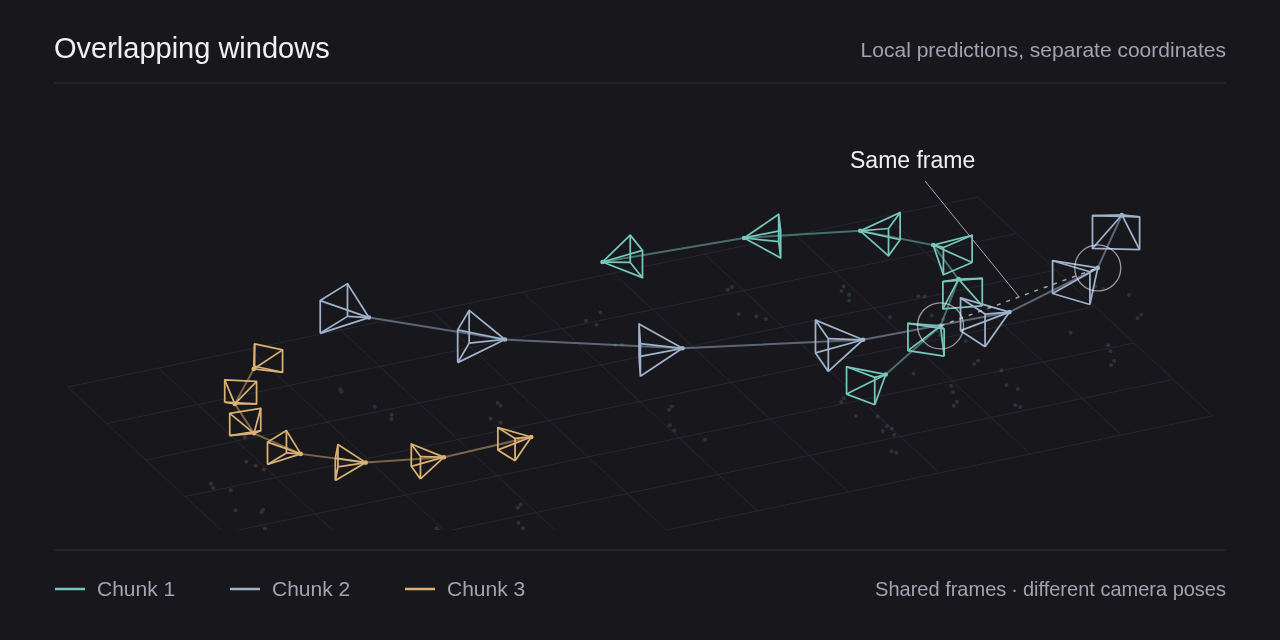 Overlapping windows
Local predictions, separate coordinates
Same frame
Chunk 1
Chunk 2
Chunk 3
Shared frames · different camera poses